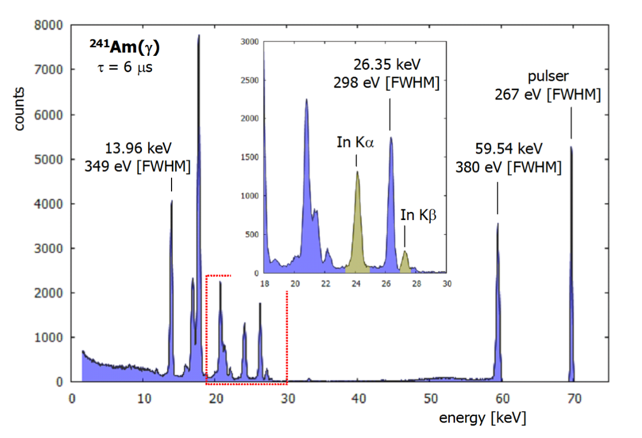 8000
7000
6000
5000
4000
3000
2000
1000
0
counts
241Am(γ)
τ = 6 μs
13.96 keV
349 eV [FWHM]
3000
2500
2000
1500
1000
500
0
18
20
22
24
26
28
30
26.35 keV
298 eV [FWHM]
In Kα
In Kβ
pulser
267 eV [FWHM]
59.54 keV
380 eV [FWHM]
0
10
20
30
40
50
60
70
energy [keV]